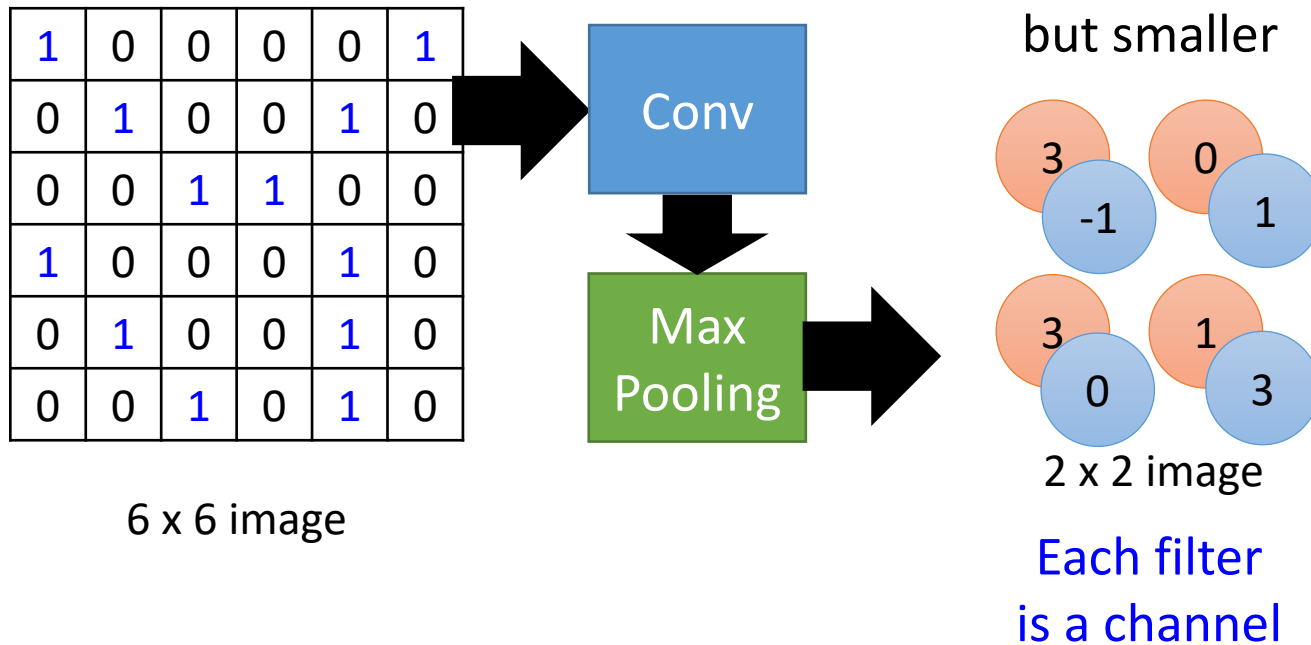 1 0 0 0 0 1
0 1 0 0 1 0
0 0 1 1 0 0
1 0 0 0 1 0
0 1 0 0 1 0
0 0 1 0 1 0
6 x 6 image
Conv
Max
Pooling
but smaller
3 0
-1 1
3 1
0 3
2 x 2 image
Each filter
is a channel